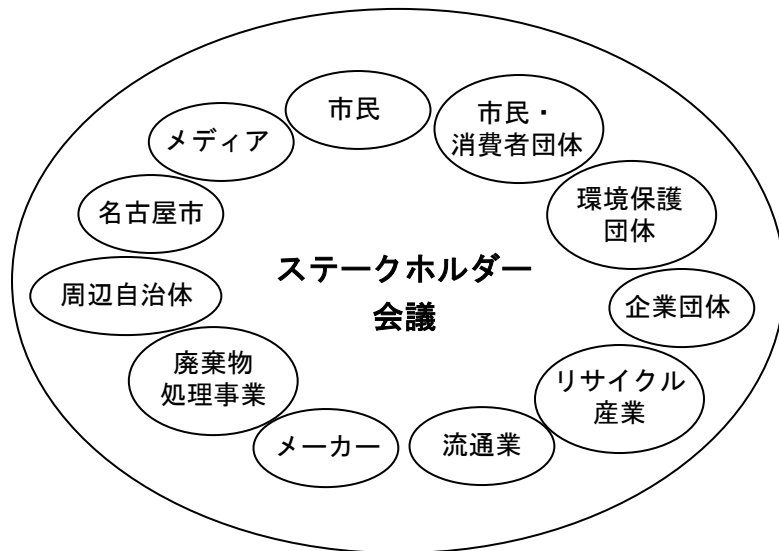 市民
市民・
消費者団体
メディア
環境保護
団体
名古屋市
ステークホルダー
会議
周辺自治体
企業団体
廃棄物
処理事業
リサイクル
産業
メーカー
流通業